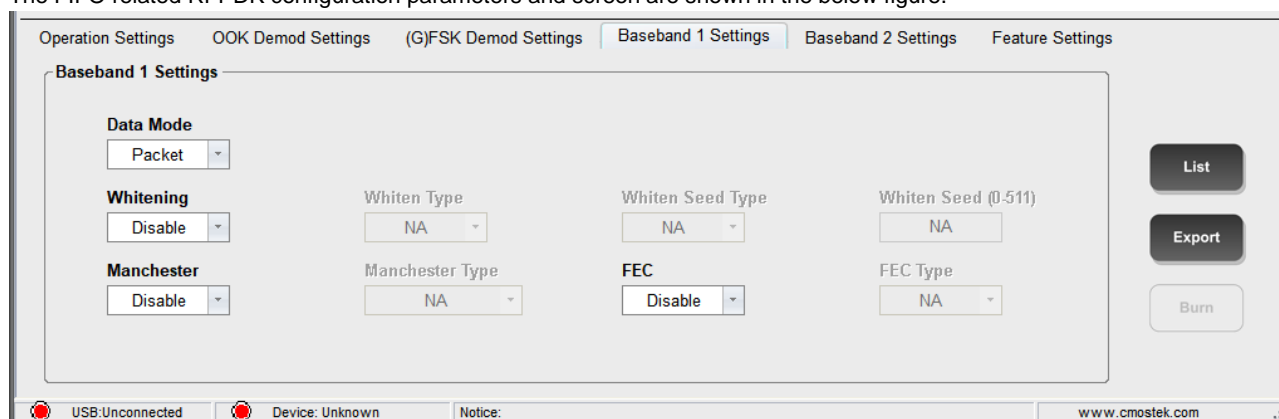 The FIFO related RFPDK configuration parameters and screen are shown in the below figure.
Operation Settings OOK Demod Settings (G)FSK Demod Settings Baseband 1 Settings Baseband 2 Settings Feature Settings
Baseband 1 Settings
Data Mode
Packet
List
Whitening Whiten Type Whiten Seed Type Whiten Seed (0-511)
Disable NA NA NA
Export
Manchester Manchester Type FEC FEC Type
Disable NA Disable NA
Burn
USB:Unconnected Device: Unknown Notice: www.cmostek.com